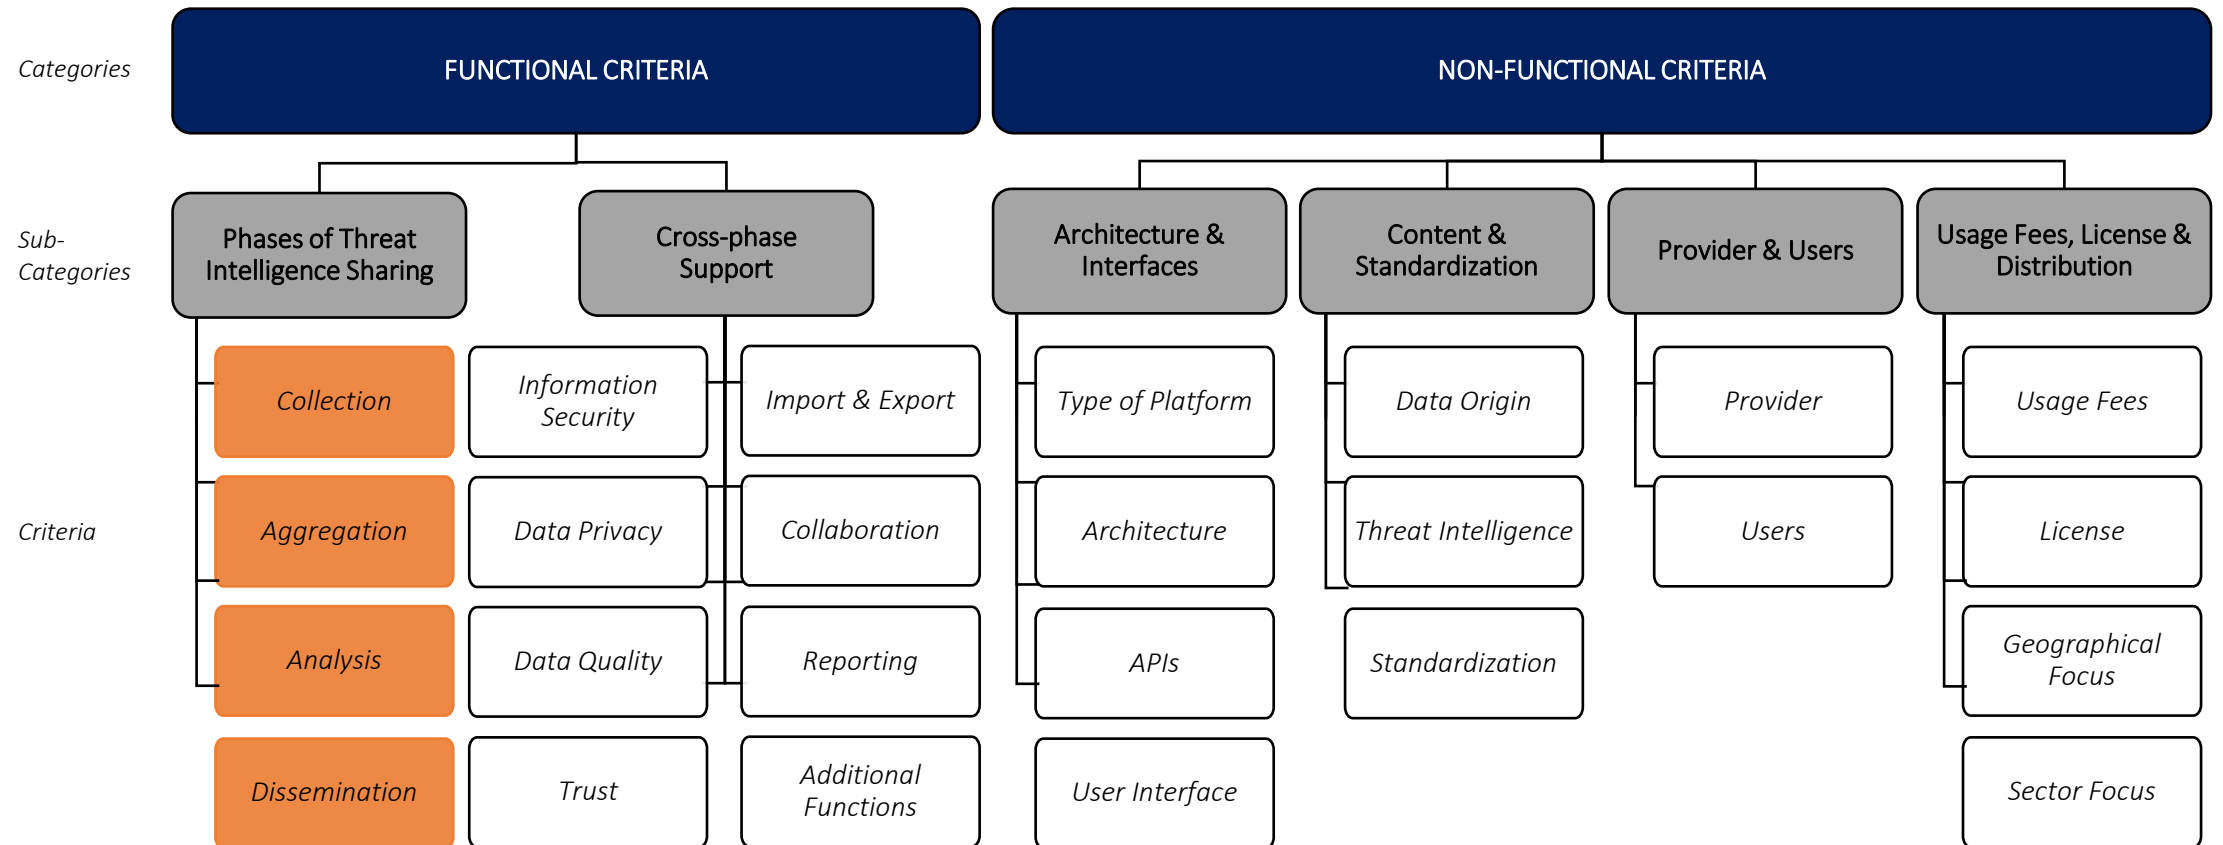 Categories
FUNCTIONAL CRITERIA
NON-FUNCTIONAL CRITERIA
Sub-
Categories
Phases of Threat
Intelligence Sharing
Cross-phase
Support
Architecture &
Interfaces
Content &
Standardization
Provider & Users
Usage Fees, License &
Distribution
Criteria
Collection
Aggregation
Analysis
Dissemination
Information
Security
Data Privacy
Data Quality
Trust
Import & Export
Collaboration
Reporting
Additional
Functions
Type of Platform
Architecture
APIs
User Interface
Data Origin
Threat Intelligence
Standardization
Provider
Users
Usage Fees
License
Geographical
Focus
Sector Focus